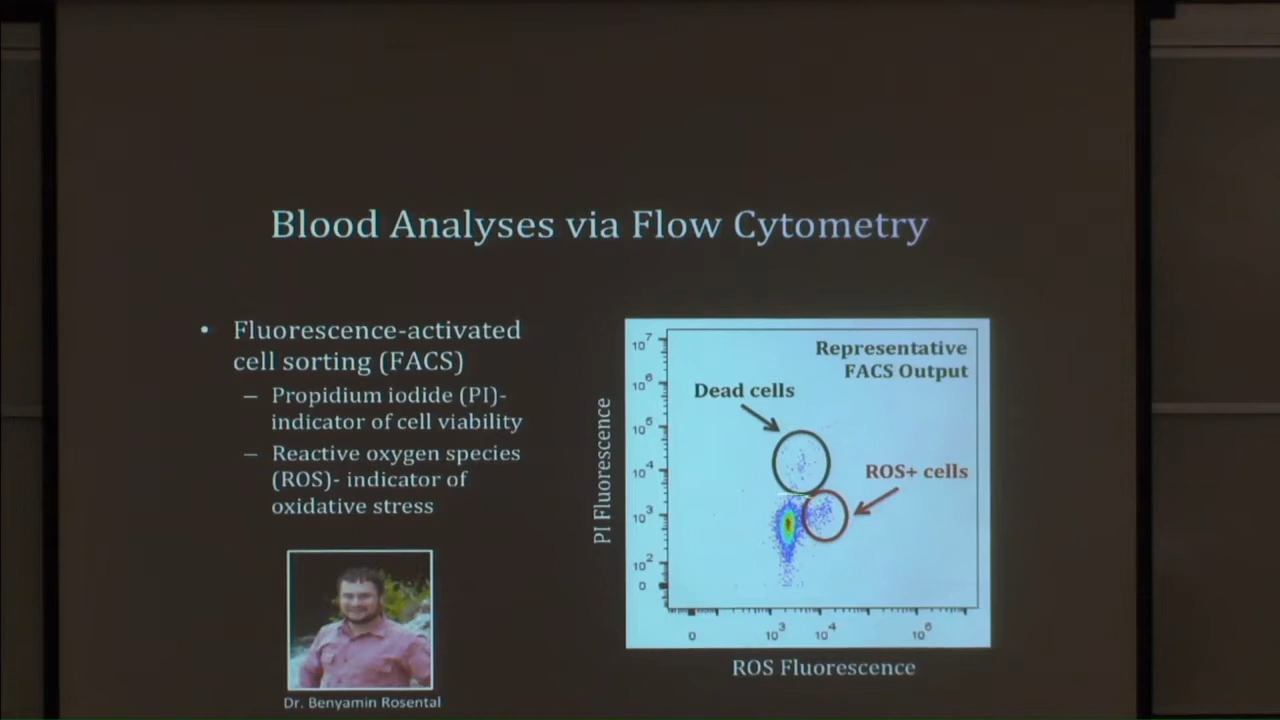 Blood Analyses via Flow Cytometry
• Fluorescence-activated
cell sorting (FACS)
– Propidium iodide (PI)-
indicator of cell viability
– Reactive oxygen species
(ROS)- indicator of
oxidative stress
Dr. Benyamin Rosental
Representative
FACS Output
Dead cells
ROS+ cells
PI Fluorescence
10^7
10^6
10^5
10^4
10^3
10^2
0
0 10^3 10^4 10^6
ROS Fluorescence